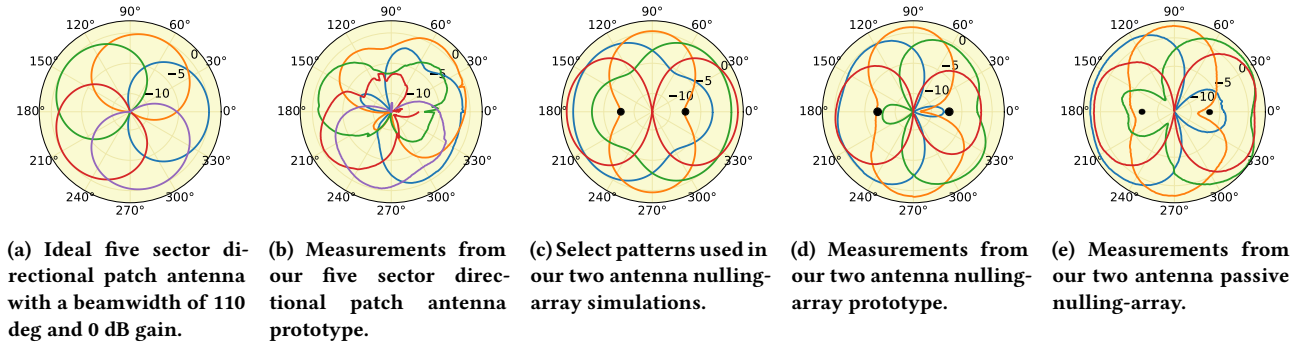 90° 90° 90° 90° 90°
120° 60° 120° 60° 120° 60° 120° 60° 120° 60°
150° 0 150° 0 150° 0 150° 0 150° 0
−5 −5 −5 −5 −5
−10 −10 −10 −10 −10
180° 0° 180° 0° 180° 0° 180° 0° 180° 0°
210° 330° 210° 330° 210° 330° 210° 330° 210° 330°
240° 300° 240° 300° 240° 300° 240° 300° 240° 300°
270° 270° 270° 270° 270°
(a) Ideal five sector di-
rectional patch antenna
with a beamwidth of 110
deg and 0 dB gain.
(b) Measurements from
our five sector direc-
tional patch antenna
prototype.
(c) Select patterns used in
our two antenna nulling-
array simulations.
(d) Measurements from
our two antenna nulling-
array prototype.
(e) Measurements from
our two antenna passive
nulling-array.